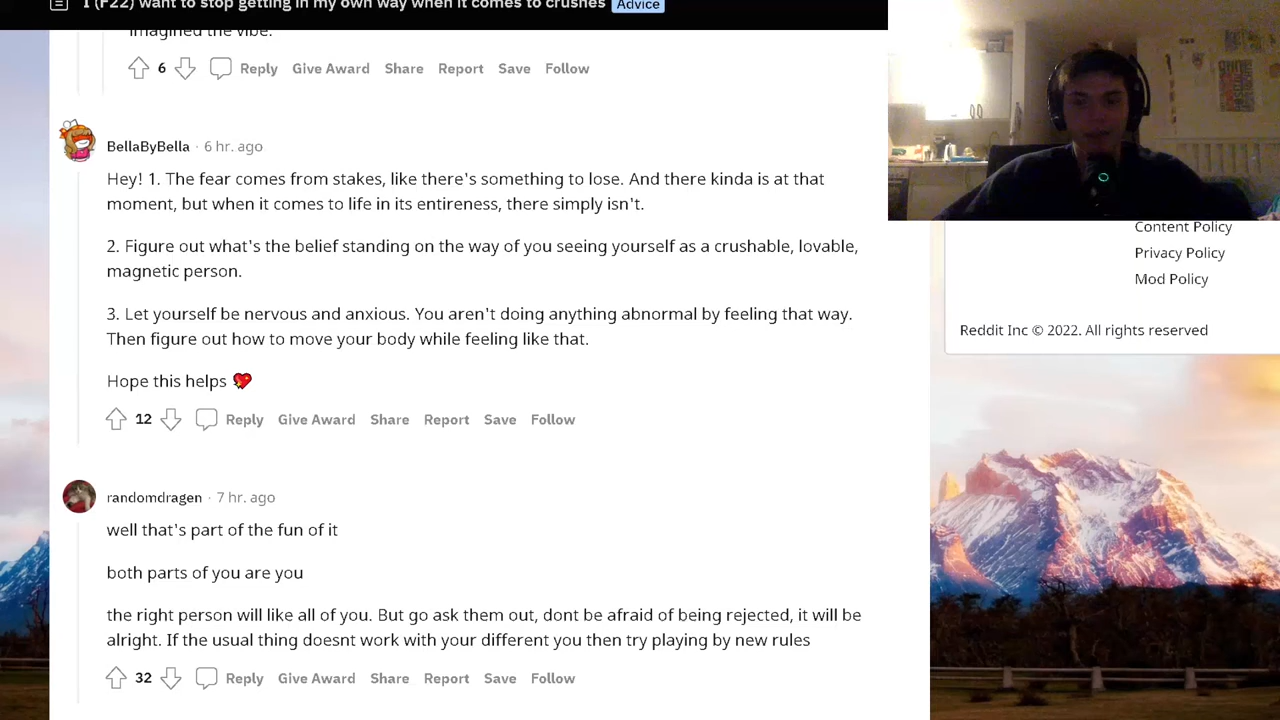 I (F22) want to stop getting in my own way when it comes to crushes Advice
imagined the vibe.
6 Reply Give Award Share Report Save Follow
BellaByBella · 6 hr. ago
Hey! 1. The fear comes from stakes, like there's something to lose. And there kinda is at that
moment, but when it comes to life in its entireness, there simply isn't.
2. Figure out what's the belief standing on the way of you seeing yourself as a crushable, lovable,
magnetic person.
3. Let yourself be nervous and anxious. You aren't doing anything abnormal by feeling that way.
Then figure out how to move your body while feeling like that.
Hope this helps 💘
12 Reply Give Award Share Report Save Follow
randomdragen · 7 hr. ago
well that's part of the fun of it
both parts of you are you
the right person will like all of you. But go ask them out, dont be afraid of being rejected, it will be
alright. If the usual thing doesnt work with your different you then try playing by new rules
32 Reply Give Award Share Report Save Follow
Content Policy
Privacy Policy
Mod Policy
Reddit Inc © 2022. All rights reserved